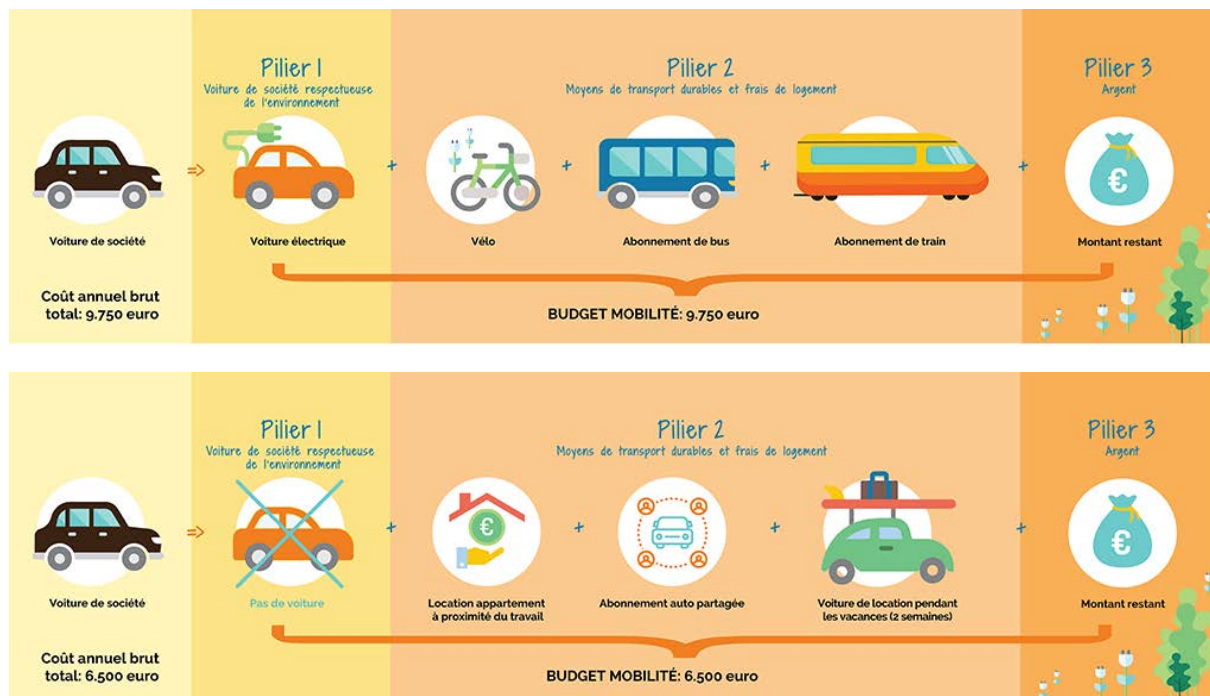 Pilier 1
Voiture de société respectueuse
de l'environnement
Pilier 2
Moyens de transport durables et frais de logement
Pilier 3
Argent
+
+
+
+
⇒
€
Voiture de société
Voiture électrique
Vélo
Abonnement de bus
Abonnement de train
Montant restant
Coût annuel brut
total: 9.750 euro
BUDGET MOBILITÉ: 9.750 euro
Pilier 1
Voiture de société respectueuse
de l'environnement
Pilier 2
Moyens de transport durables et frais de logement
Pilier 3
Argent
⇒
+
€
+
+
+
€
Voiture de société
Pas de voiture
Location appartement
à proximité du travail
Abonnement auto partagée
Voiture de location pendant
les vacances (2 semaines)
Montant restant
Coût annuel brut
total: 6.500 euro
BUDGET MOBILITÉ: 6.500 euro